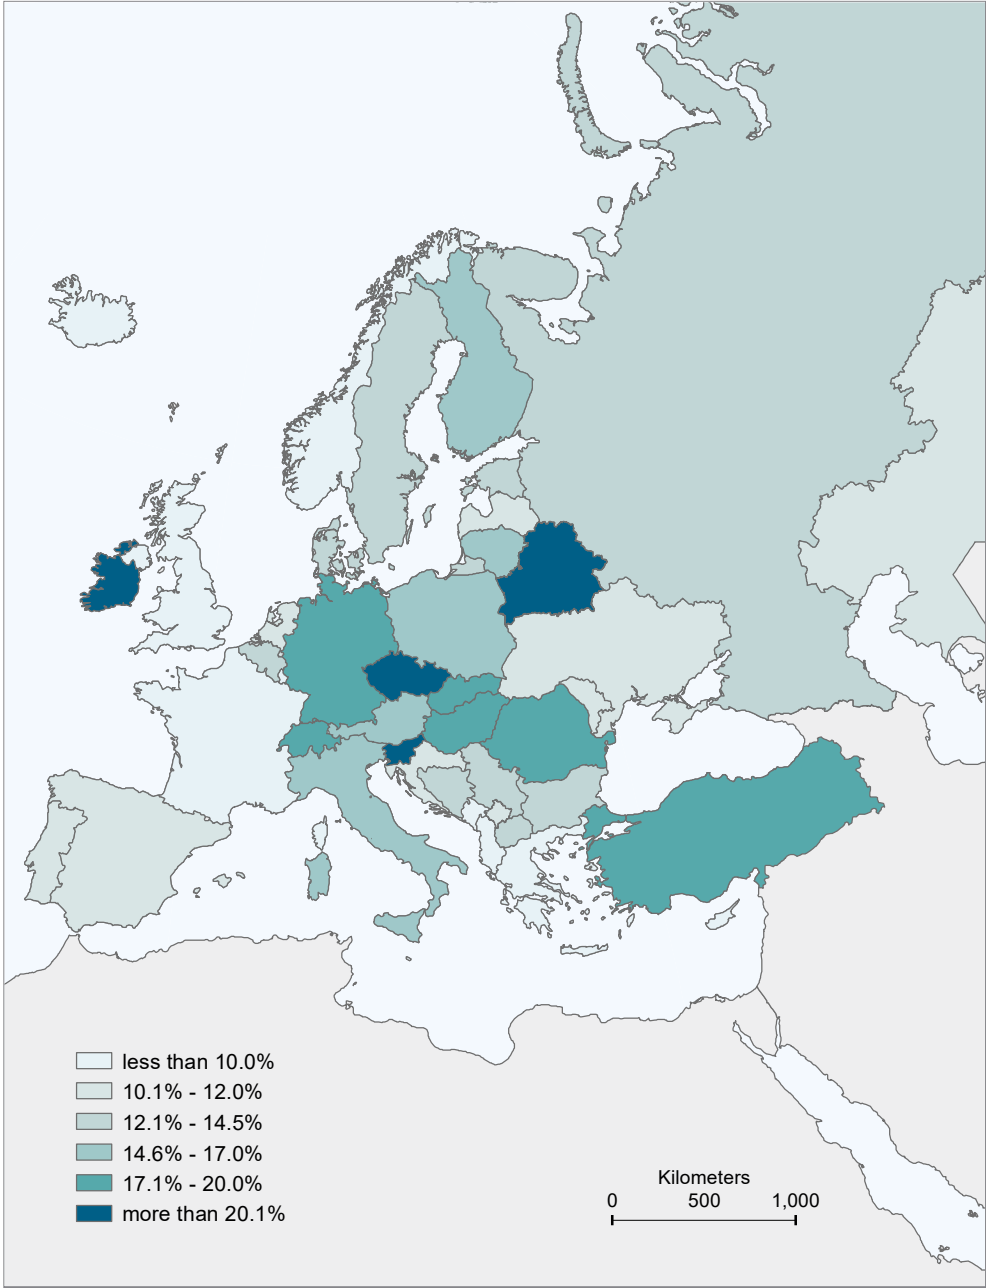 less than 10.0%
10.1% - 12.0%
12.1% - 14.5%
14.6% - 17.0%
17.1% - 20.0%
more than 20.1%
Kilometers
0 500 1,000